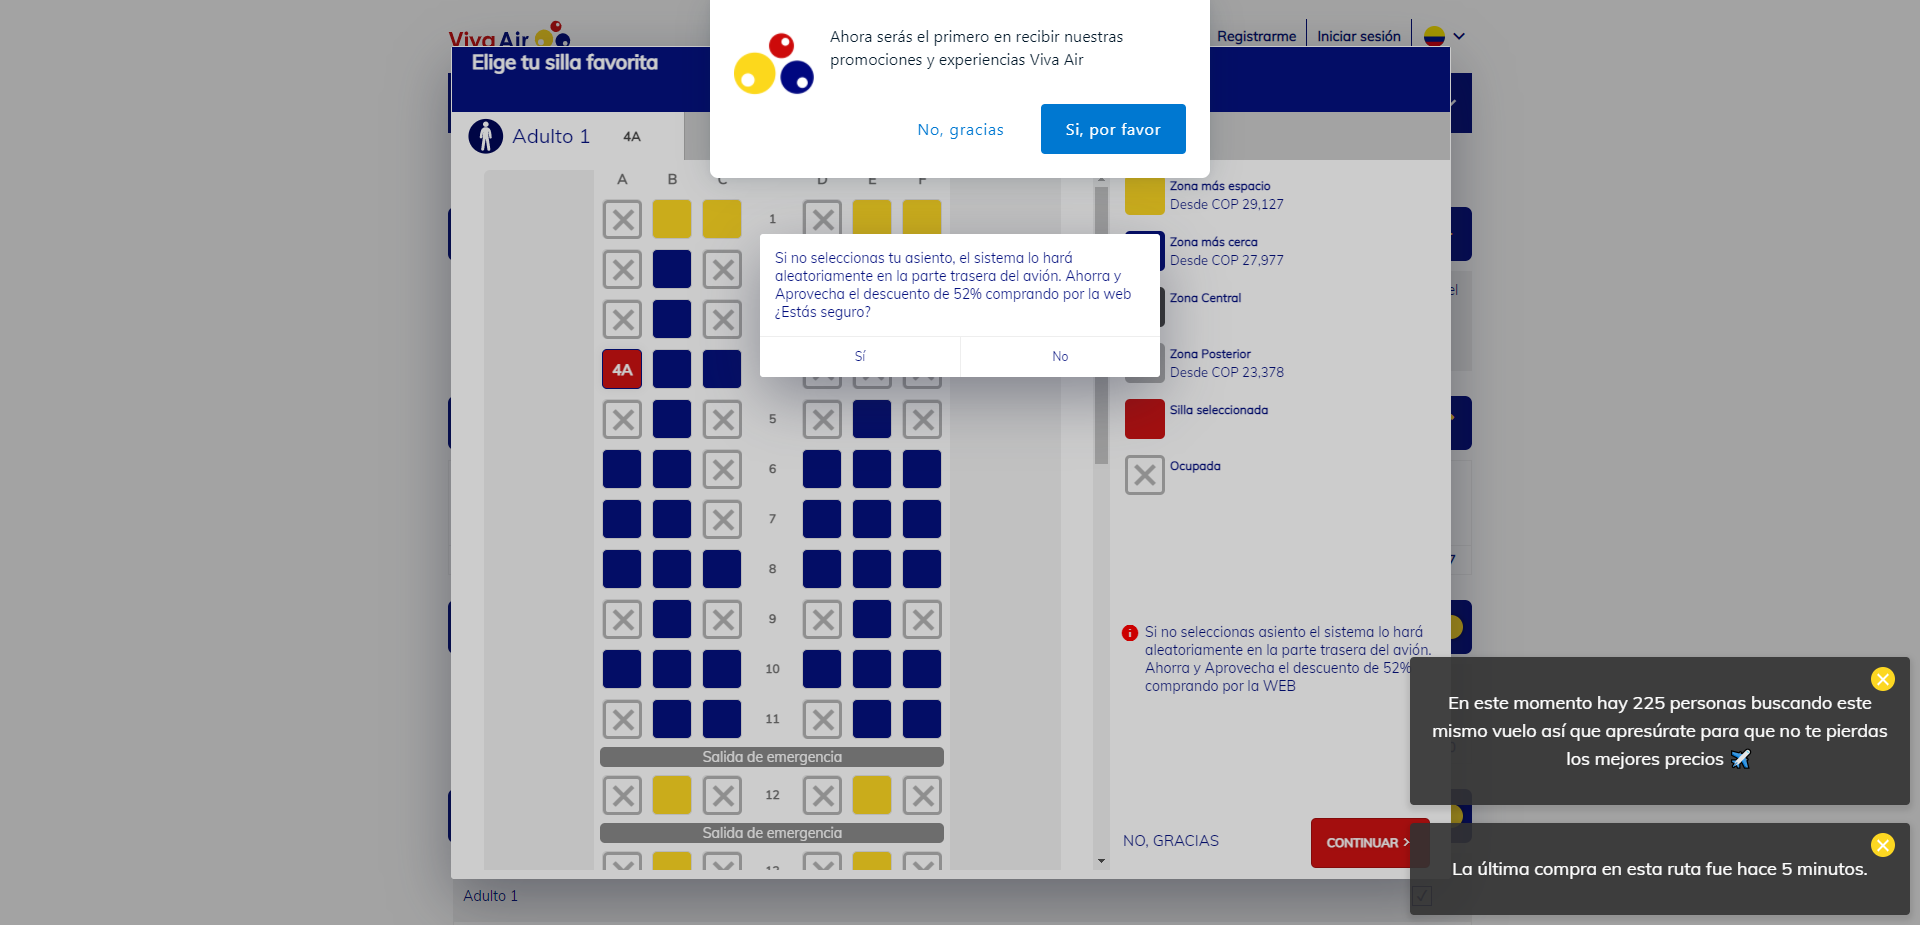 Viva Air
Registrarme
Iniciar sesión
Ahora serás el primero en recibir nuestras
promociones y experiencias Viva Air
No, gracias
Si, por favor
Elige tu silla favorita
Adulto 1
4A
A B C D E F
1
Zona más espacio
Desde COP 29,127
Zona más cerca
Desde COP 27,977
Zona Central
Zona Posterior
Desde COP 23,378
Silla seleccionada
Ocupada
Si no seleccionas tu asiento, el sistema lo hará
aleatoriamente en la parte trasera del avión. Ahorra y
Aprovecha el descuento de 52% comprando por la web
¿Estás seguro?
Sí
No
4A
5
6
7
8
9
10
11
Salida de emergencia
12
Salida de emergencia
13
Si no seleccionas asiento el sistema lo hará
aleatoriamente en la parte trasera del avión.
Ahorra y Aprovecha el descuento de 52%
comprando por la WEB
NO, GRACIAS
CONTINUAR >
En este momento hay 225 personas buscando este
mismo vuelo así que apresúrate para que no te pierdas
los mejores precios ✈️
La última compra en esta ruta fue hace 5 minutos.
Adulto 1